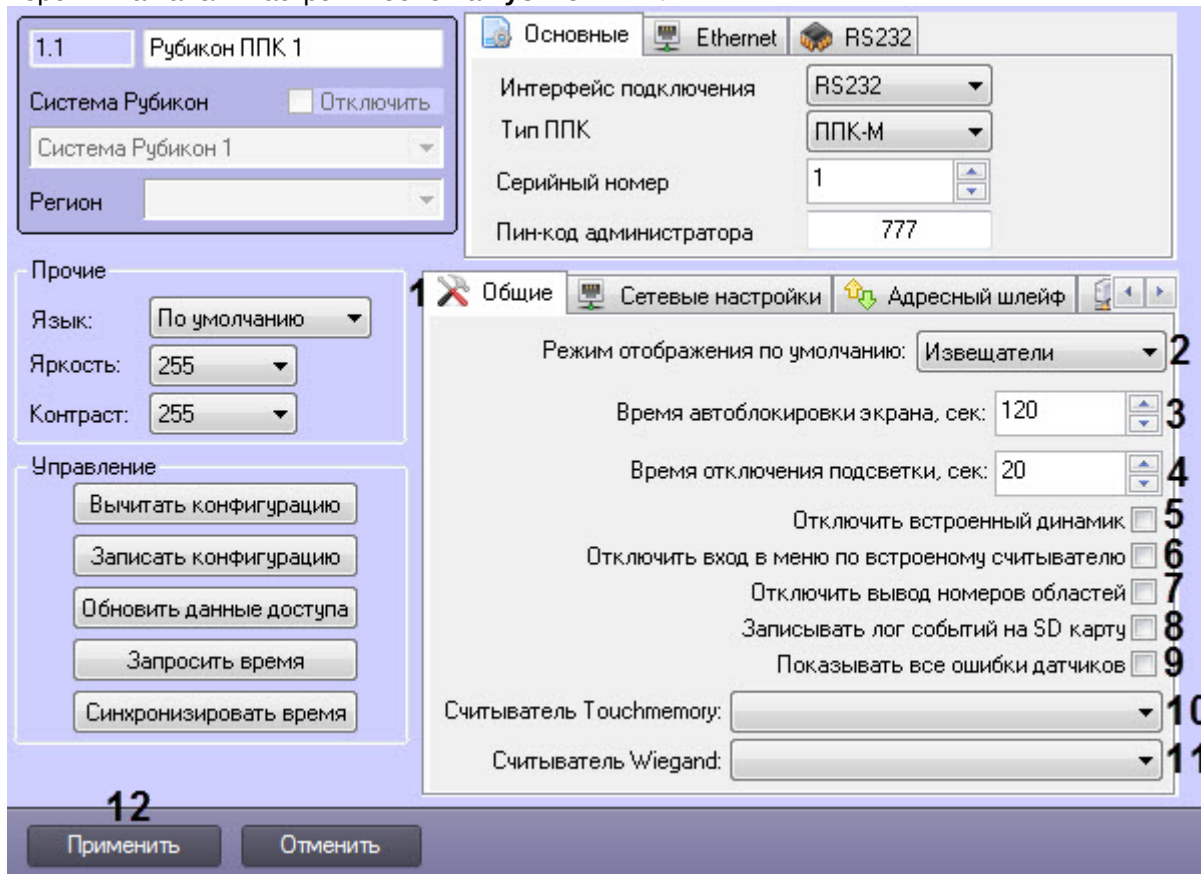 1.1 Рубикон ППК 1
Система Рубикон Отключить
Система Рубикон 1
Регион
Основные Ethernet RS232
Интерфейс подключения RS232
Тип ППК ППК-М
Серийный номер 1
Пин-код администратора 777
Прочие
Язык: По умолчанию
Яркость: 255
Контраст: 255
Управление
Вычитать конфигурацию
Записать конфигурацию
Обновить данные доступа
Запросить время
Синхронизировать время
1 Общие Сетевые настройки Адресный шлейф
Режим отображения по умолчанию: Извещатели 2
Время автоблокировки экрана, сек: 120 3
Время отключения подсветки, сек: 20 4
Отключить встроенный динамик 5
Отключить вход в меню по встроеному считывателю 6
Отключить вывод номеров областей 7
Записывать лог событий на SD карту 8
Показывать все ошибки датчиков 9
Считыватель Touchmemory: 10
Считыватель Wiegand: 11
12
Применить Отменить